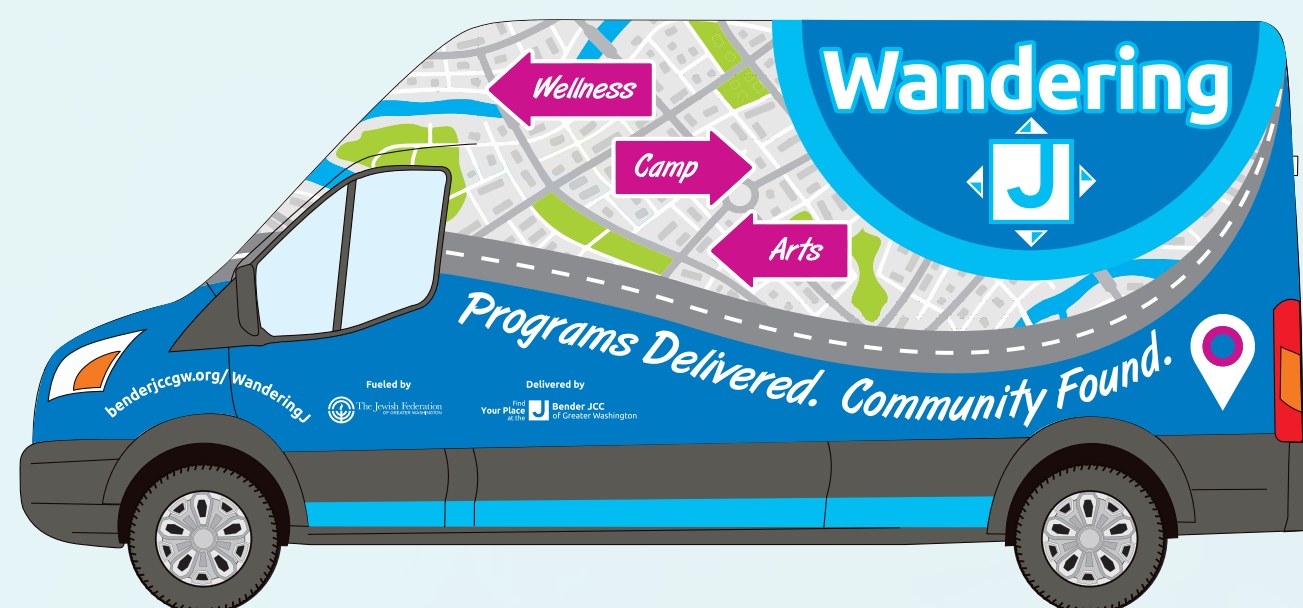 Wandering
J
Wellness
Camp
Arts
Programs Delivered. Community Found.
benderjccgw.org/WanderingJ
Fueled by
The Jewish Federation
OF GREATER WASHINGTON
Delivered by
Find
Your Place
at the
J
Bender JCC
of Greater Washington